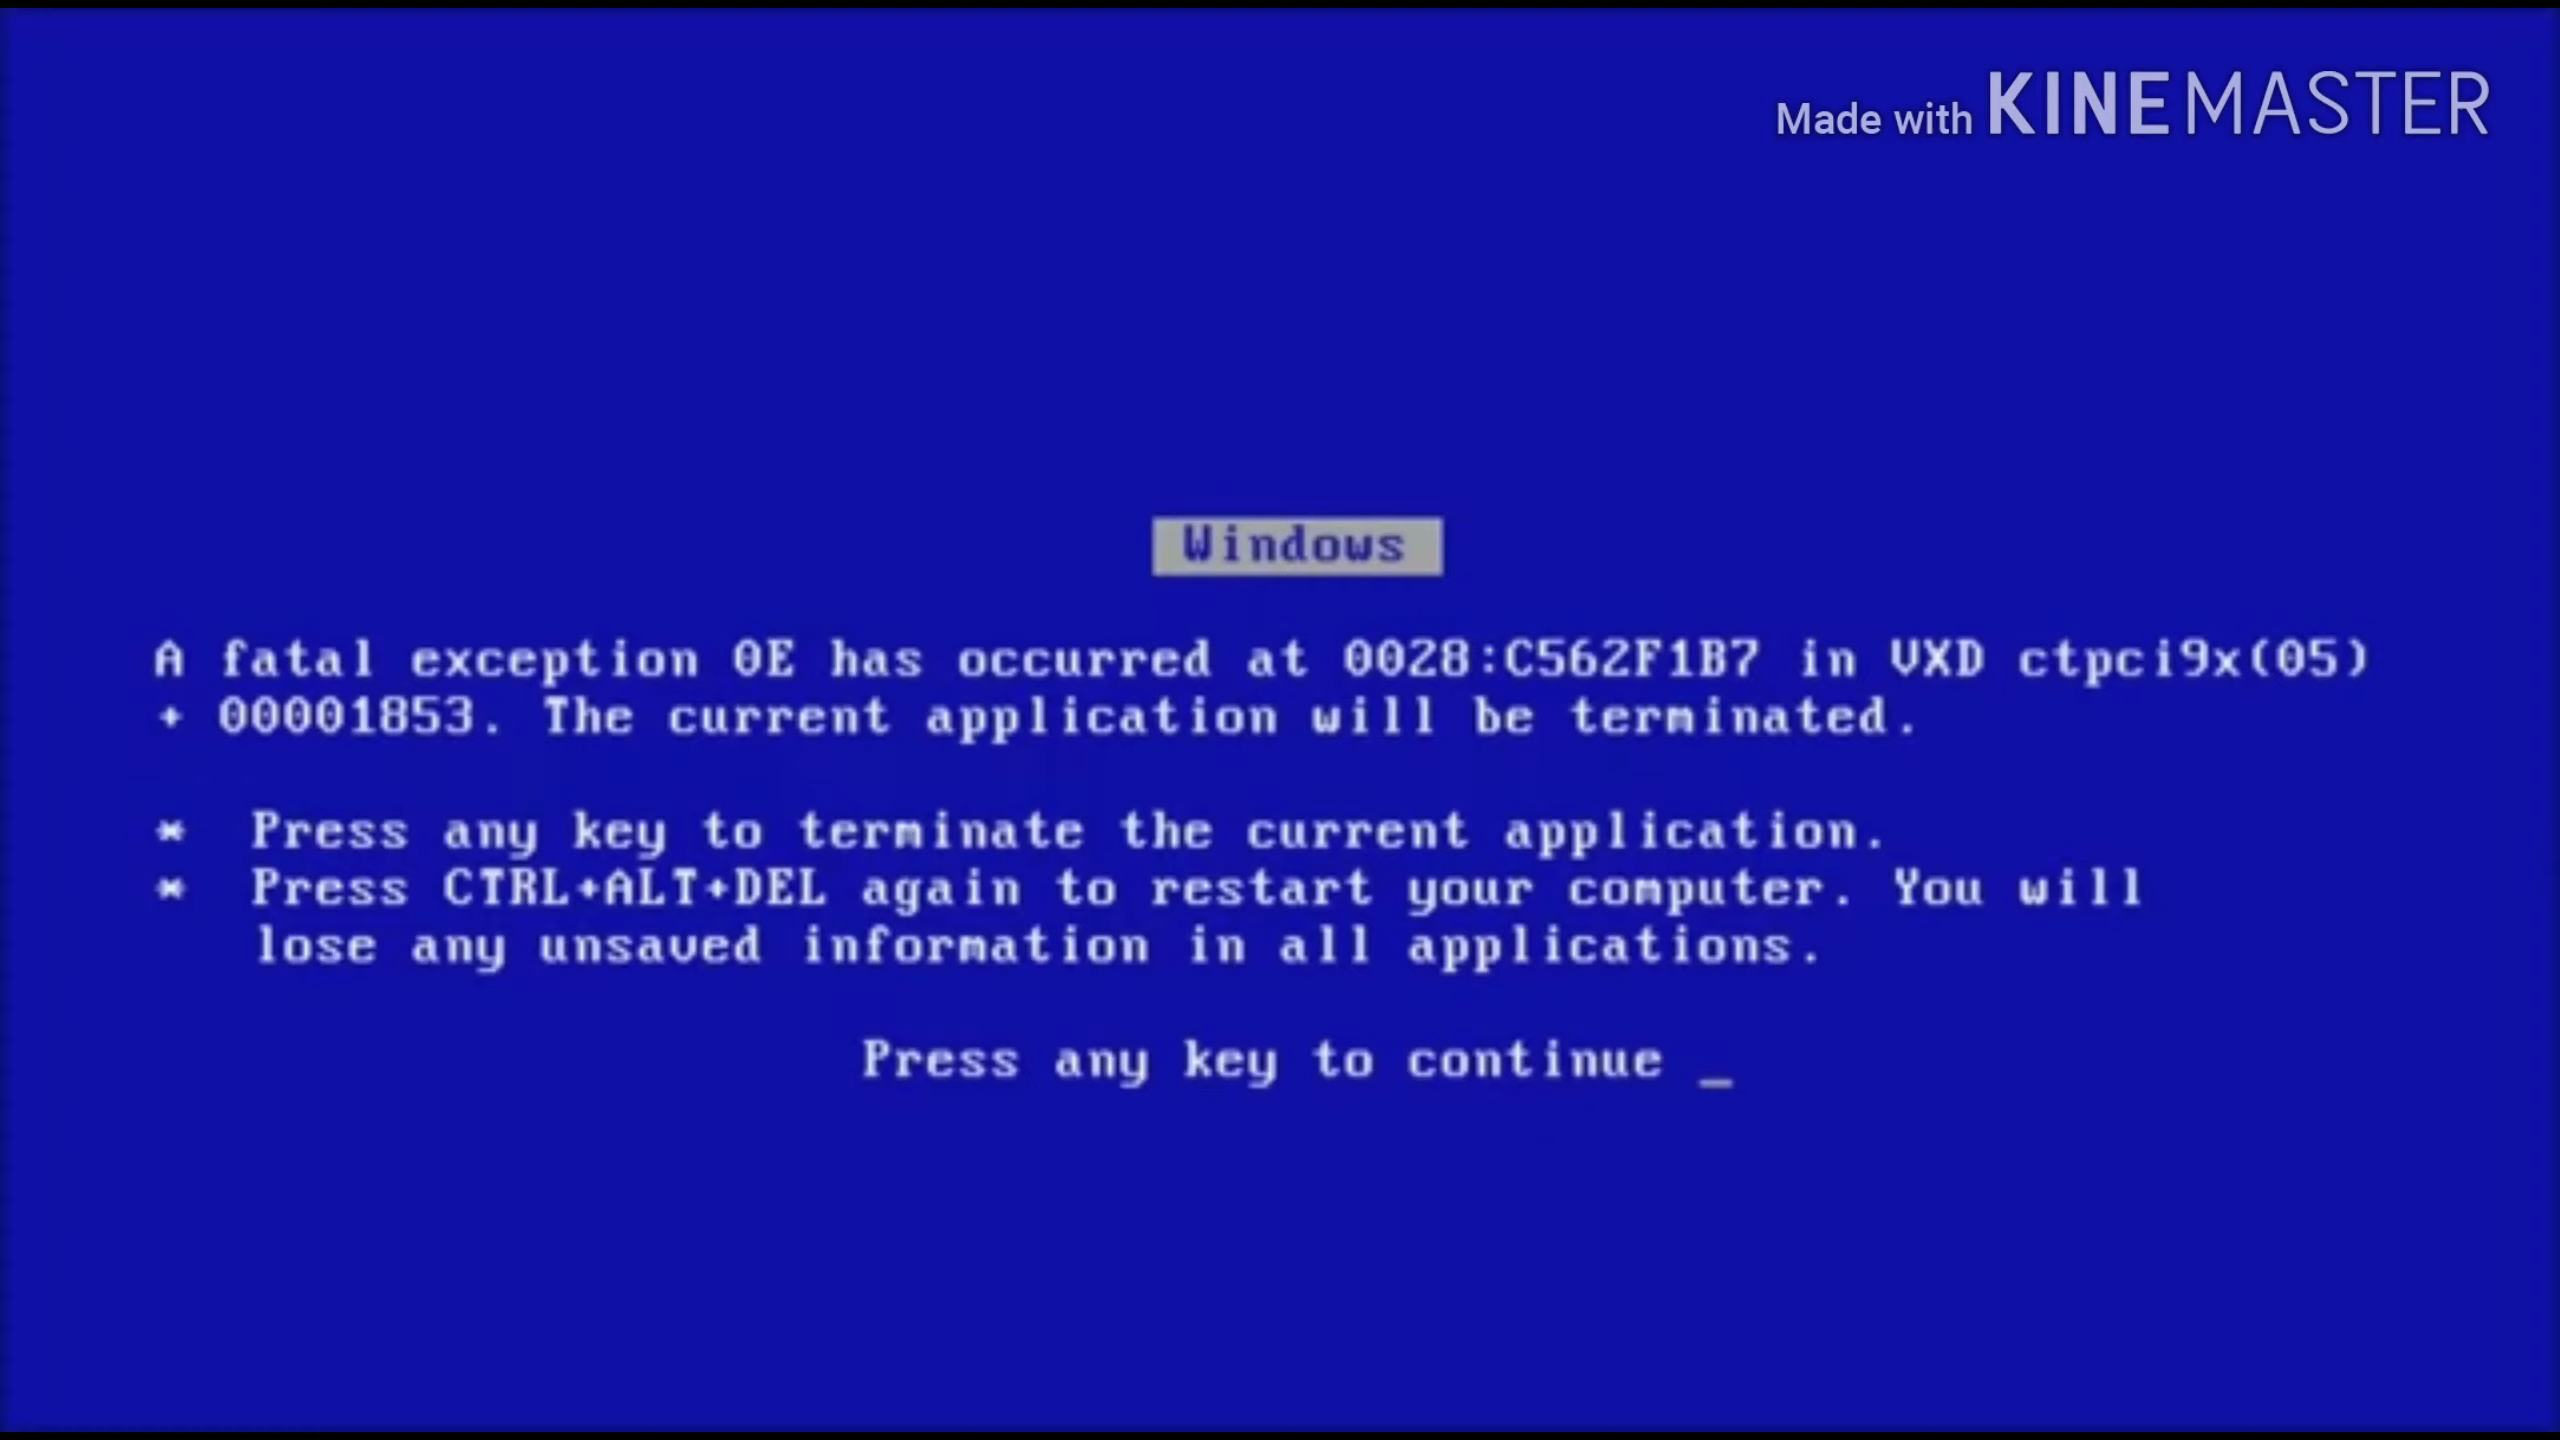 Made with KINEMASTER
Windows
A fatal exception 0E has occurred at 0028:C562F1B7 in VXD ctpci9x(05)
+ 00001853. The current application will be terminated.
* Press any key to terminate the current application.
* Press CTRL+ALT+DEL again to restart your computer. You will
lose any unsaved information in all applications.
Press any key to continue _